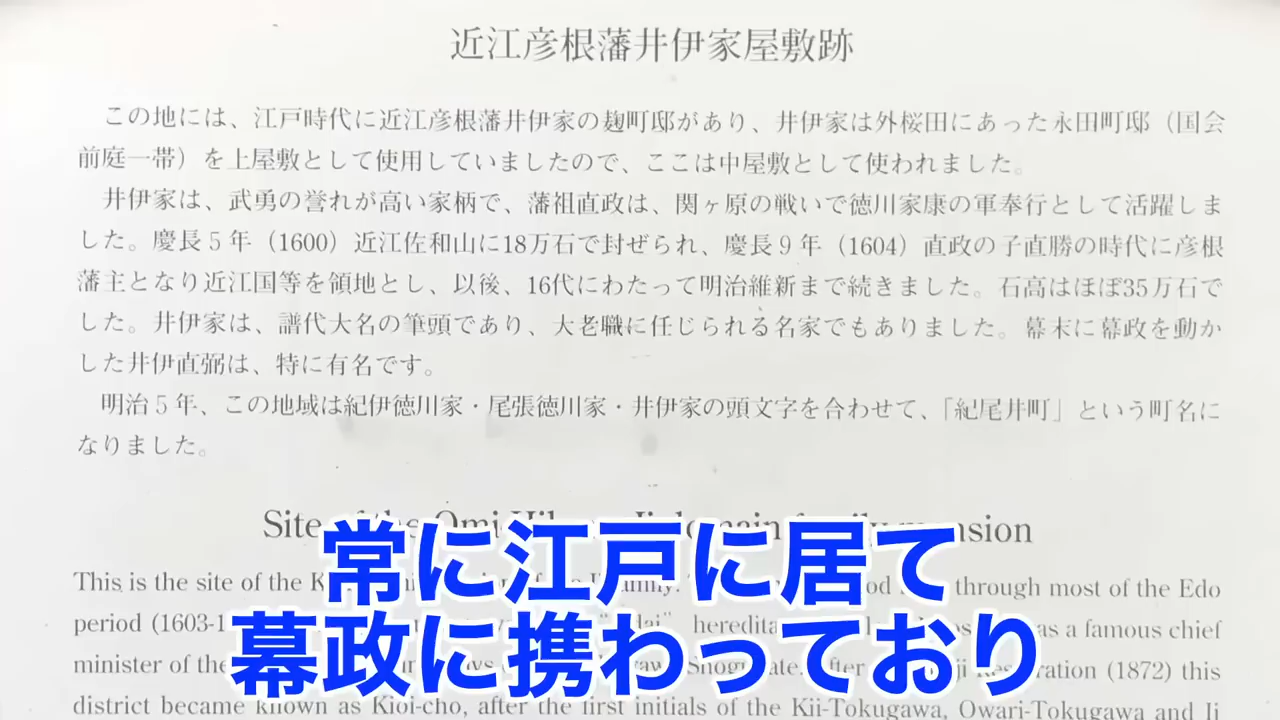 近江彦根藩井伊家屋敷跡
この地には、江戸時代に近江彦根藩井伊家の麹町邸があり、井伊家は外桜田にあった永田町邸（国会
前庭一帯）を上屋敷として使用していましたので、ここは中屋敷として使われました。
井伊家は、武勇の誉れが高い家柄で、藩祖直政は、関ヶ原の戦いで徳川家康の軍奉行として活躍しま
した。慶長5年（1600）近江佐和山に18万石で封ぜられ、慶長9年（1604）直政の子直勝の時代に彦根
藩主となり近江国等を領地とし、以後、16代にわたって明治維新まで続きました。石高はほぼ35万石で
した。井伊家は、譜代大名の筆頭であり、大老職に任じられる名家でもありました。幕末に幕政を動か
した井伊直弼は、特に有名です。
明治5年、この地域は紀伊徳川家・尾張徳川家・井伊家の頭文字を合わせて、「紀尾井町」という町名に
なりました。
Site of the Omi
This is the site of the
through most of the Edo
period (1603-1
as a famous chief
minister of the
(1872) this
district became known as Kioi-cho, after the first initials of the Kii-Tokugawa, Owari-Tokugawa and Ii
常に江戸に居て
幕政に携わっており